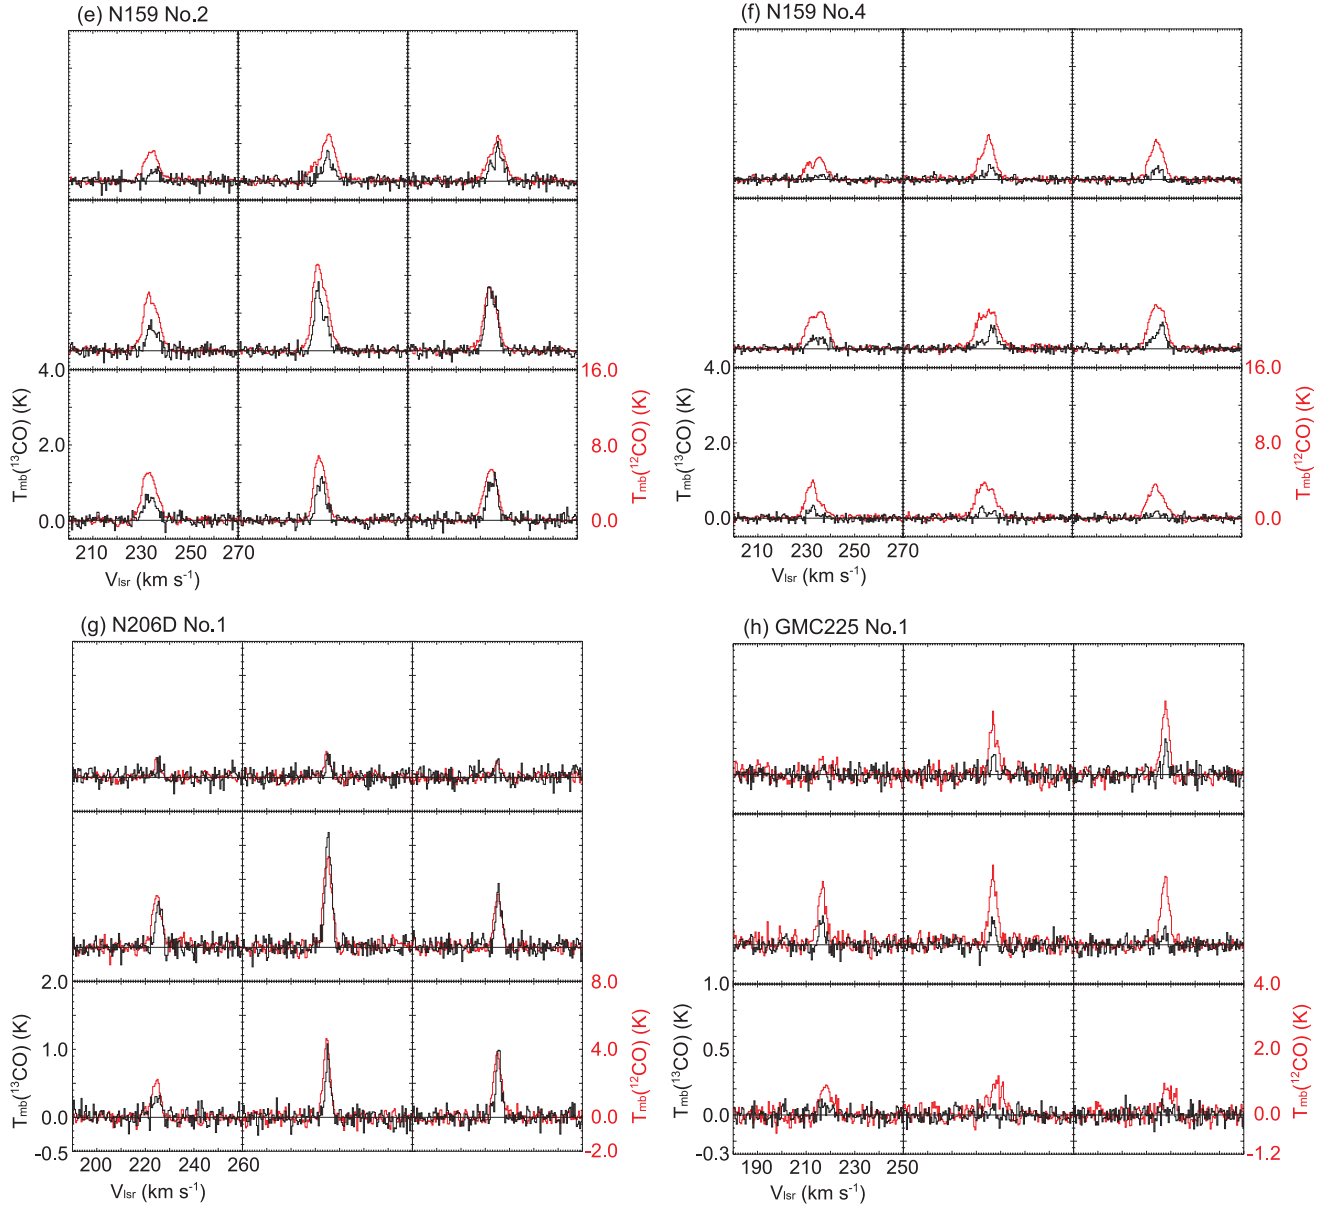 (e) N159 No.2
4.0
2.0
0.0
Tmb(¹³CO) (K)
16.0
8.0
0.0
Tmb(¹²CO) (K)
210 230 250 270
Vlsr (km s⁻¹)
(f) N159 No.4
4.0
2.0
0.0
Tmb(¹³CO) (K)
16.0
8.0
0.0
Tmb(¹²CO) (K)
210 230 250 270
Vlsr (km s⁻¹)
(g) N206D No.1
2.0
1.0
0.0
-0.5
Tmb(¹³CO) (K)
8.0
4.0
0.0
-2.0
Tmb(¹²CO) (K)
200 220 240 260
Vlsr (km s⁻¹)
(h) GMC225 No.1
1.0
0.5
0.0
-0.3
Tmb(¹³CO) (K)
4.0
2.0
0.0
-1.2
Tmb(¹²CO) (K)
190 210 230 250
Vlsr (km s⁻¹)